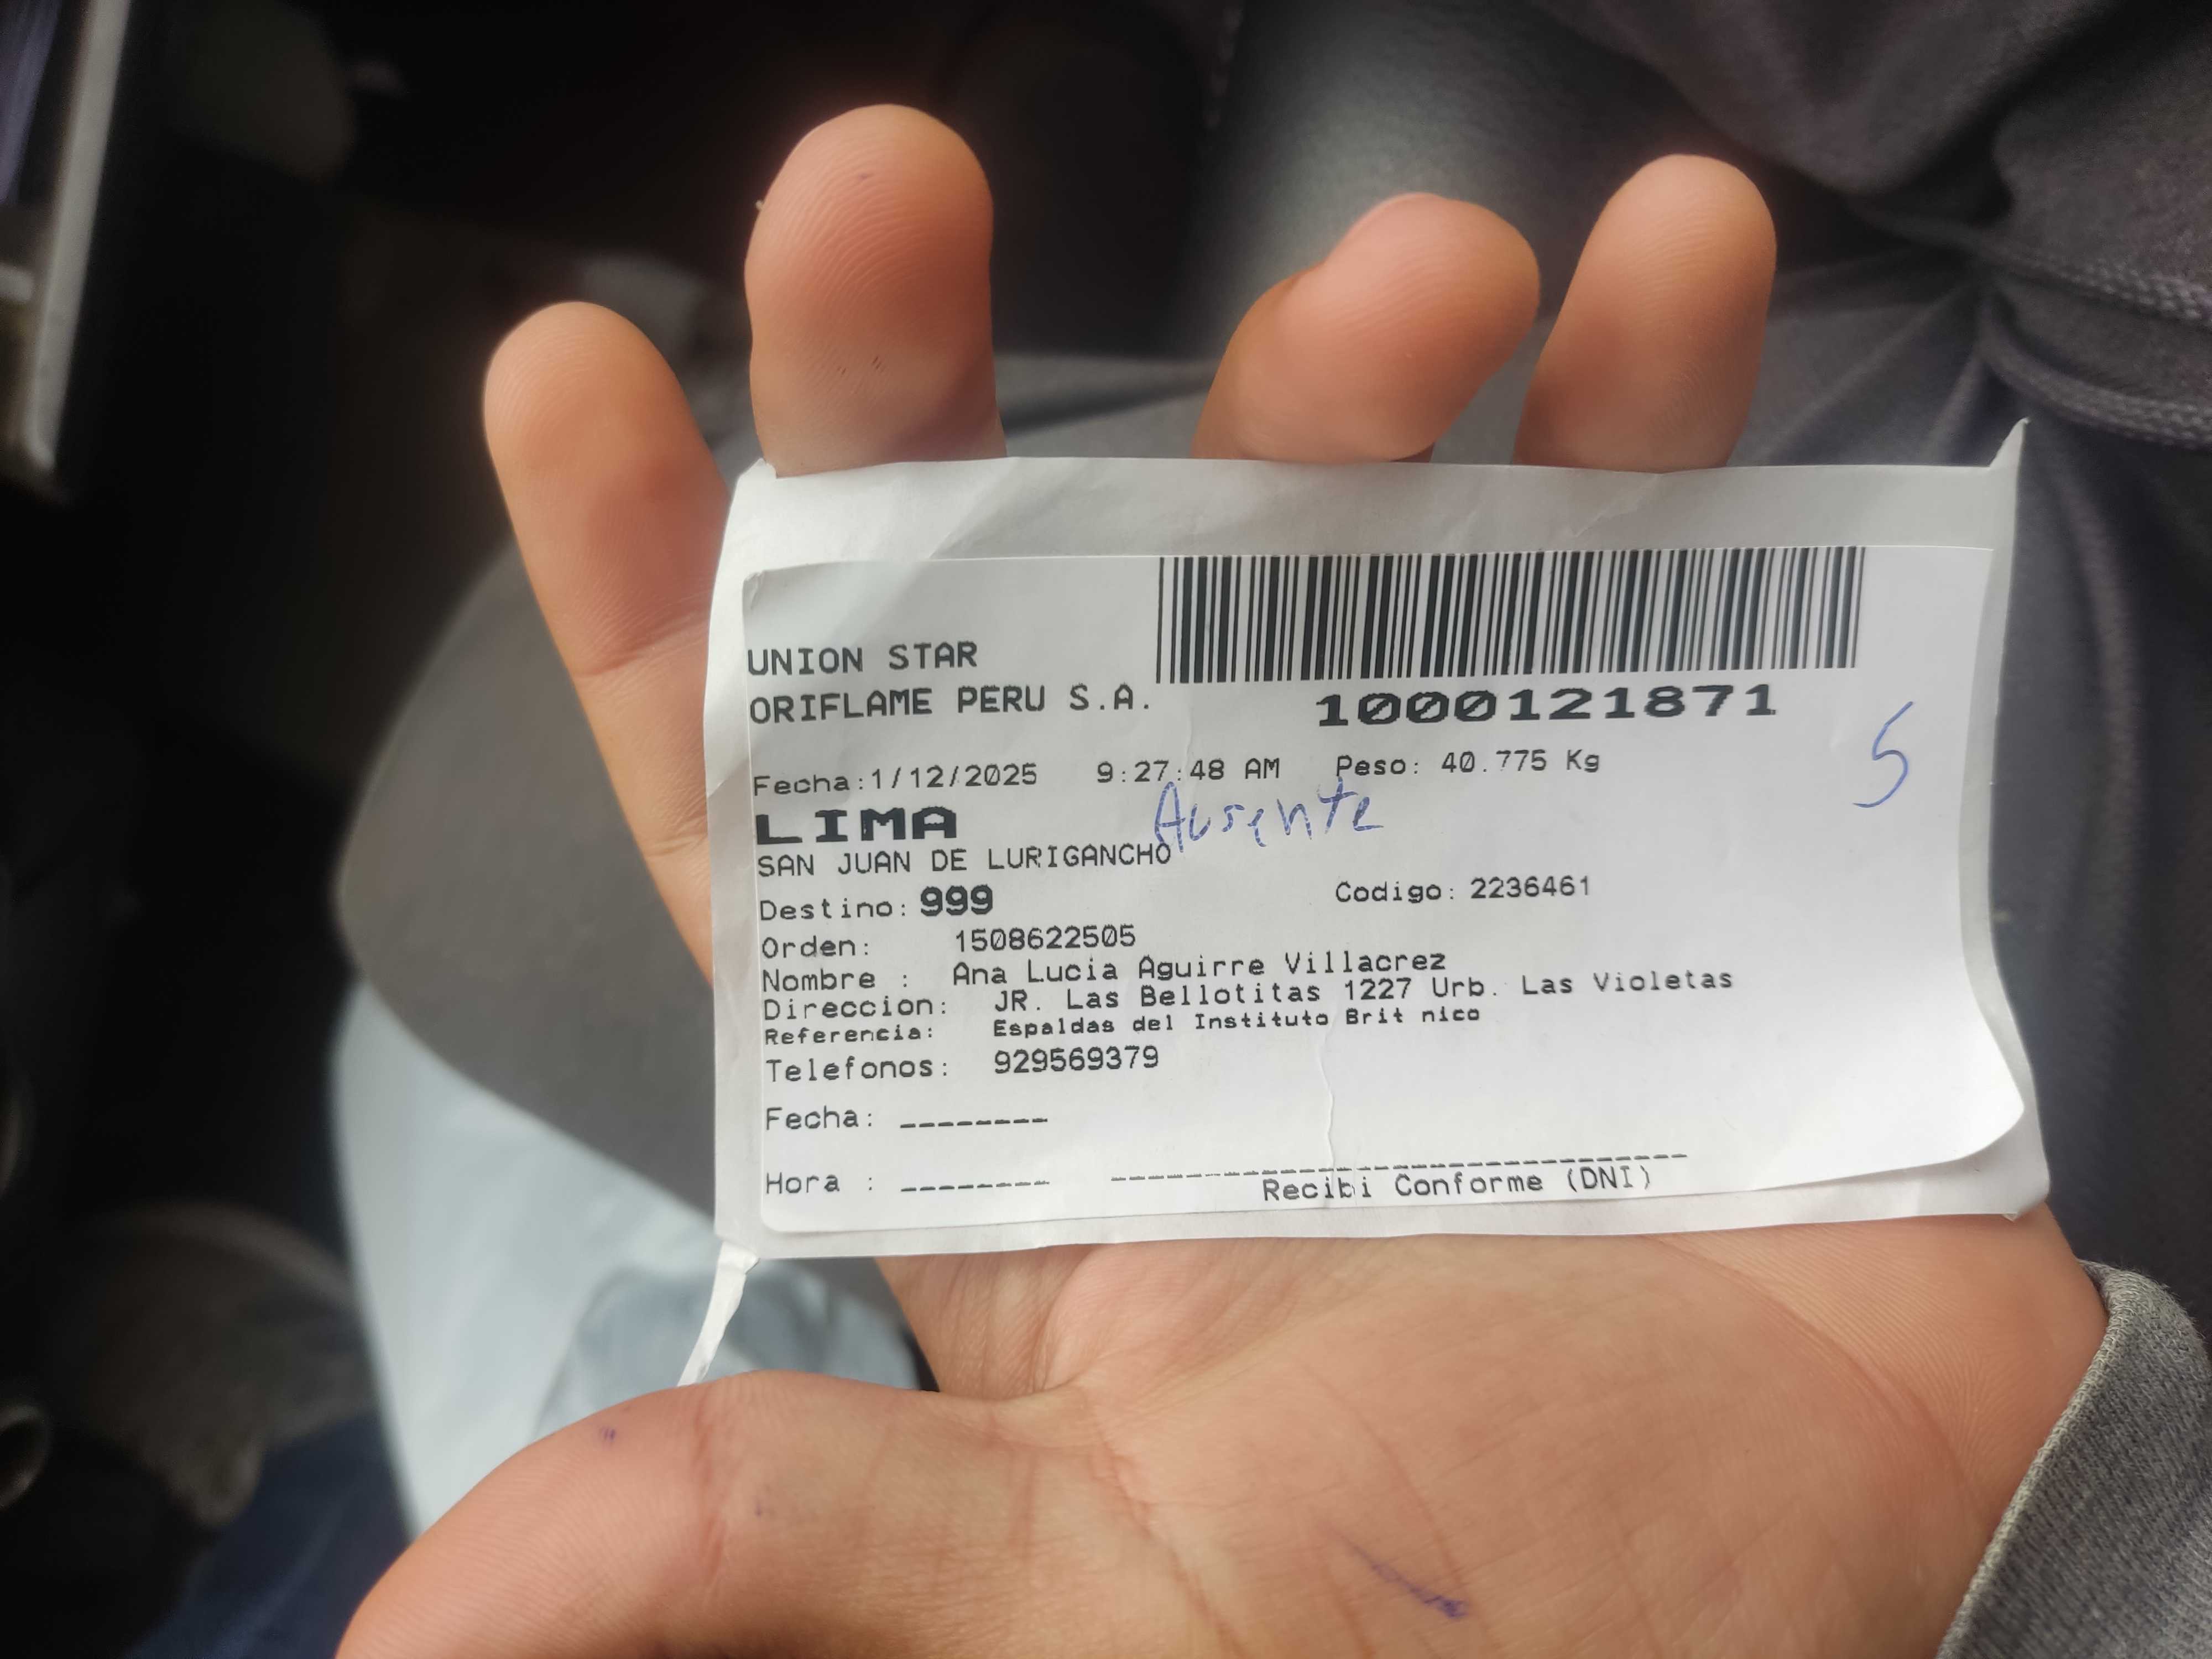 UNION STAR
ORIFLAME PERU S.A.
1000121871
5
Fecha:1/12/2025 9:27:48 AM Peso: 40.775 Kg
LIMA
Ausente
SAN JUAN DE LURIGANCHO
Destino: 999 Codigo: 2236461
Orden: 1508622505
Nombre : Ana Lucia Aguirre Villacrez
Direccion: JR. Las Bellotitas 1227 Urb. Las Violetas
Referencia: Espaldas del Instituto Brit nico
Telefonos: 929569379
Fecha: --------
Hora : --------
Recibi Conforme (DNI)